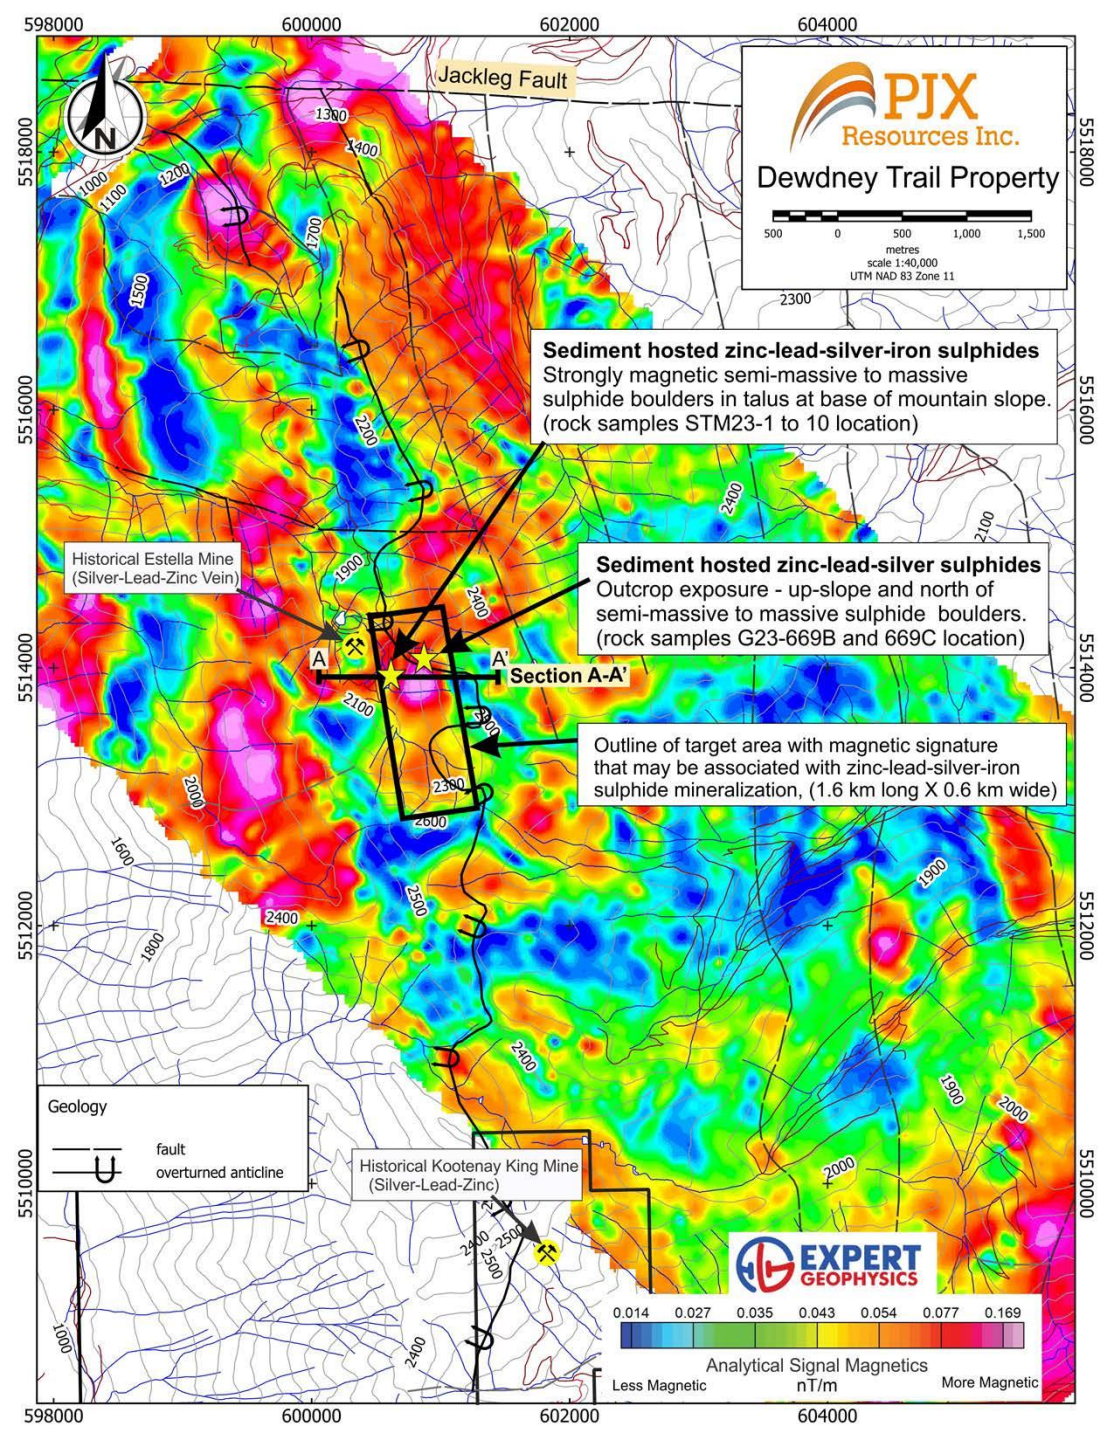 598000
600000
602000
604000
Jackleg Fault
PJX
Resources Inc.
Dewdney Trail Property
500
0
500
1,000
1,500
metres
scale 1:40,000
UTM NAD 83 Zone 11
N
5518000
5518000
1300
1400
1000
1100
1200
1700
1500
2300
Sediment hosted zinc-lead-silver-iron sulphides
Strongly magnetic semi-massive to massive
sulphide boulders in talus at base of mountain slope.
(rock samples STM23-1 to 10 location)
5516000
5516000
2200
2400
2100
Historical Estella Mine
(Silver-Lead-Zinc Vein)
1900
2400
Sediment hosted zinc-lead-silver sulphides
Outcrop exposure - up-slope and north of
semi-massive to massive sulphide boulders.
(rock samples G23-669B and 669C location)
5514000
5514000
A
A'
Section A-A'
2100
2300
2600
2000
Outline of target area with magnetic signature
that may be associated with zinc-lead-silver-iron
sulphide mineralization, (1.6 km long X 0.6 km wide)
1600
1900
2500
2400
1800
5512000
5512000
2400
1900
2000
2000
Geology
fault
overturned anticline
5510000
5510000
Historical Kootenay King Mine
(Silver-Lead-Zinc)
2400
2500
2500
1000
2400
EXPERT
GEOPHYSICS
0.014
0.027
0.035
0.043
0.054
0.077
0.169
Analytical Signal Magnetics
nT/m
Less Magnetic
More Magnetic
598000
600000
602000
604000